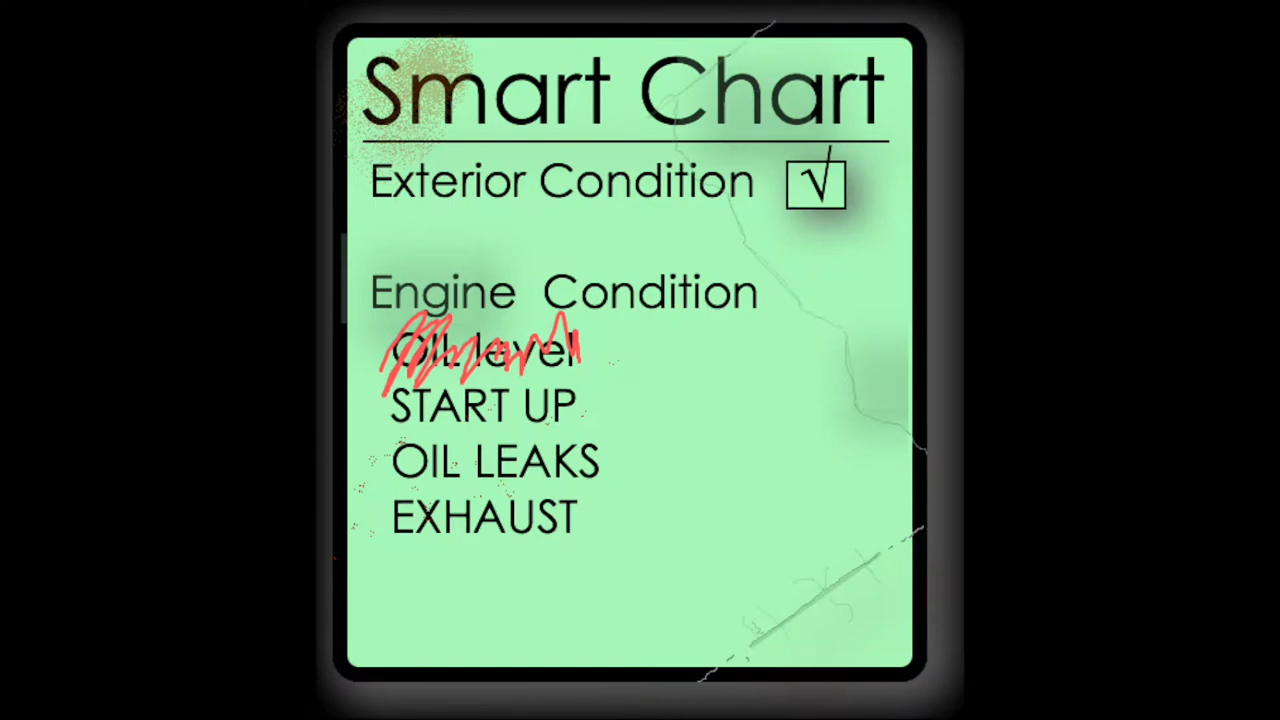 Smart Chart
Exterior Condition √
Engine Condition
OIL level
START UP
OIL LEAKS
EXHAUST